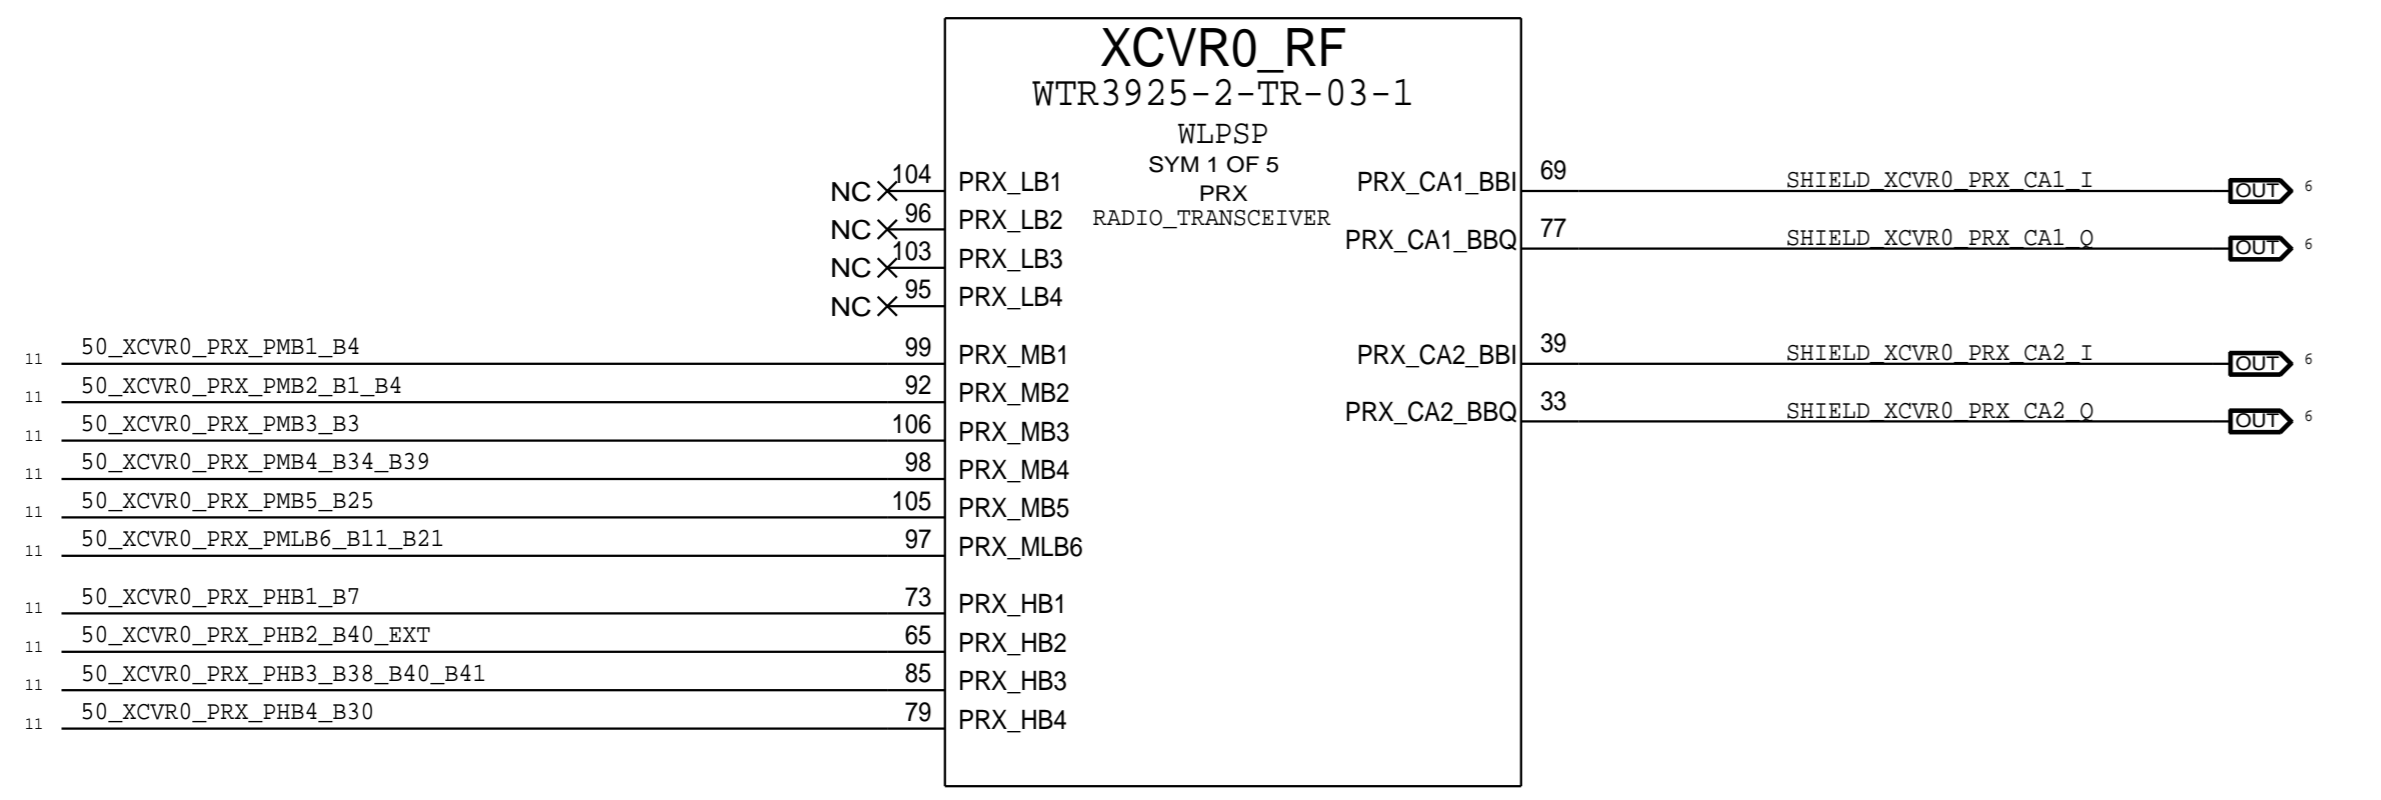 XCVR0_RF
WTR3925-2-TR-03-1
WLPSP
SYM 1 OF 5
PRX
RADIO_TRANSCEIVER
NC 104 PRX_LB1
NC 96 PRX_LB2
NC 103 PRX_LB3
NC 95 PRX_LB4
11 50_XCVR0_PRX_PMB1_B4 99 PRX_MB1
11 50_XCVR0_PRX_PMB2_B1_B4 92 PRX_MB2
11 50_XCVR0_PRX_PMB3_B3 106 PRX_MB3
11 50_XCVR0_PRX_PMB4_B34_B39 98 PRX_MB4
11 50_XCVR0_PRX_PMB5_B25 105 PRX_MB5
11 50_XCVR0_PRX_PMLB6_B11_B21 97 PRX_MLB6
11 50_XCVR0_PRX_PHB1_B7 73 PRX_HB1
11 50_XCVR0_PRX_PHB2_B40_EXT 65 PRX_HB2
11 50_XCVR0_PRX_PHB3_B38_B40_B41 85 PRX_HB3
11 50_XCVR0_PRX_PHB4_B30 79 PRX_HB4
PRX_CA1_BBI 69 SHIELD_XCVR0_PRX_CA1_I OUT 6
PRX_CA1_BBQ 77 SHIELD_XCVR0_PRX_CA1_Q OUT 6
PRX_CA2_BBI 39 SHIELD_XCVR0_PRX_CA2_I OUT 6
PRX_CA2_BBQ 33 SHIELD_XCVR0_PRX_CA2_Q OUT 6